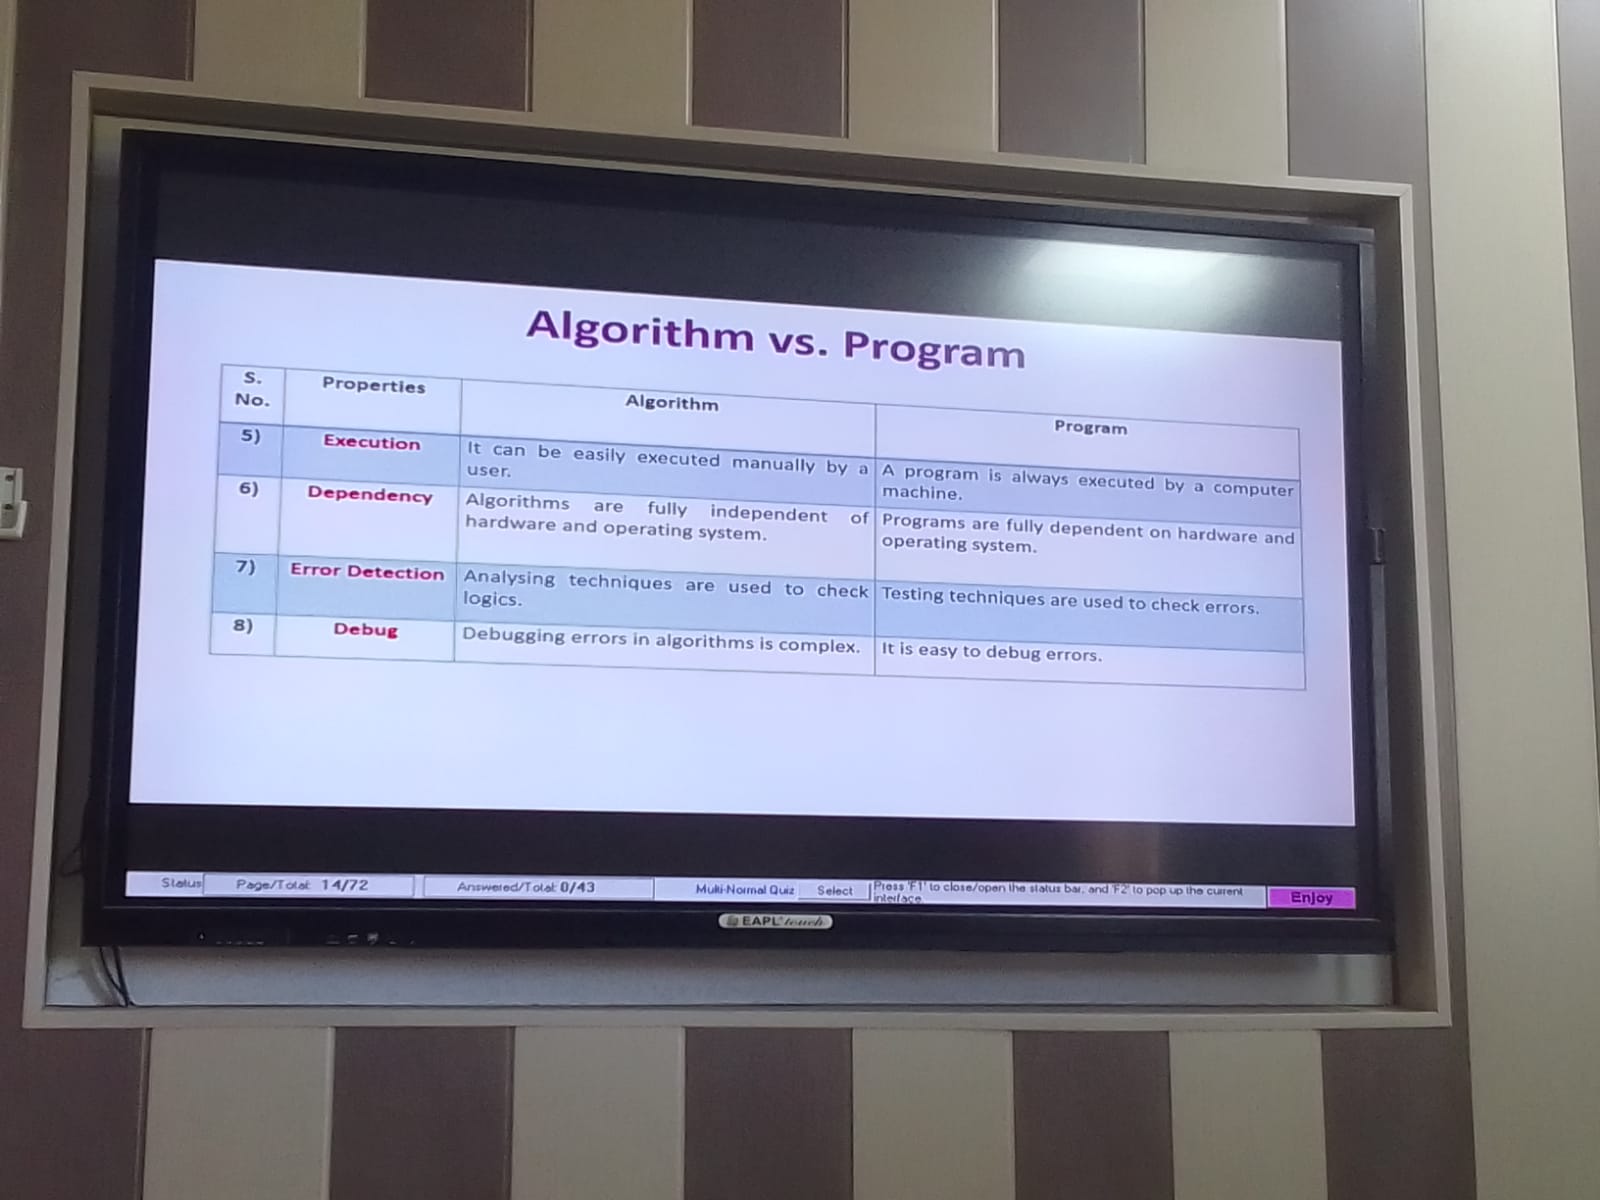 Algorithm vs. Program
S. No.
Properties
Algorithm
Program
5)
Execution
It can be easily executed manually by a
user.
A program is always executed by a computer
machine.
6)
Dependency
Algorithms are fully independent of
hardware and operating system.
Programs are fully dependent on hardware and
operating system.
7)
Error Detection
Analysing techniques are used to check
logics.
Testing techniques are used to check errors.
8)
Debug
Debugging errors in algorithms is complex.
It is easy to debug errors.
Status
Page/Total: 14/72
Answered/Total: 0/43
Multi-Normal Quiz
Select
Press 'F1' to close/open the status bar, and 'F2' to pop up the current
interface.
Enjoy
EAPL touch